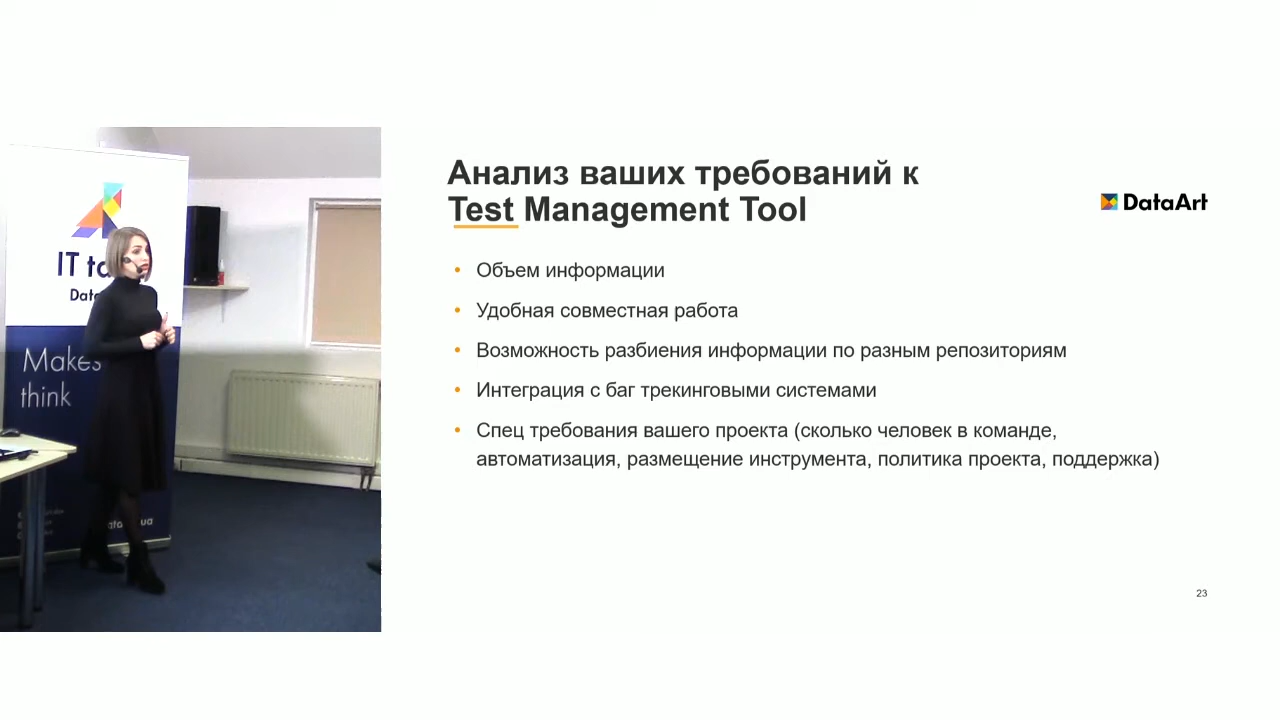 IT ta
Data
Makes
think
Анализ ваших требований к
Test Management Tool
DataArt
• Объем информации
• Удобная совместная работа
• Возможность разбиения информации по разным репозиториям
• Интеграция с баг трекинговыми системами
• Спец требования вашего проекта (сколько человек в команде,
автоматизация, размещение инструмента, политика проекта, поддержка)
23